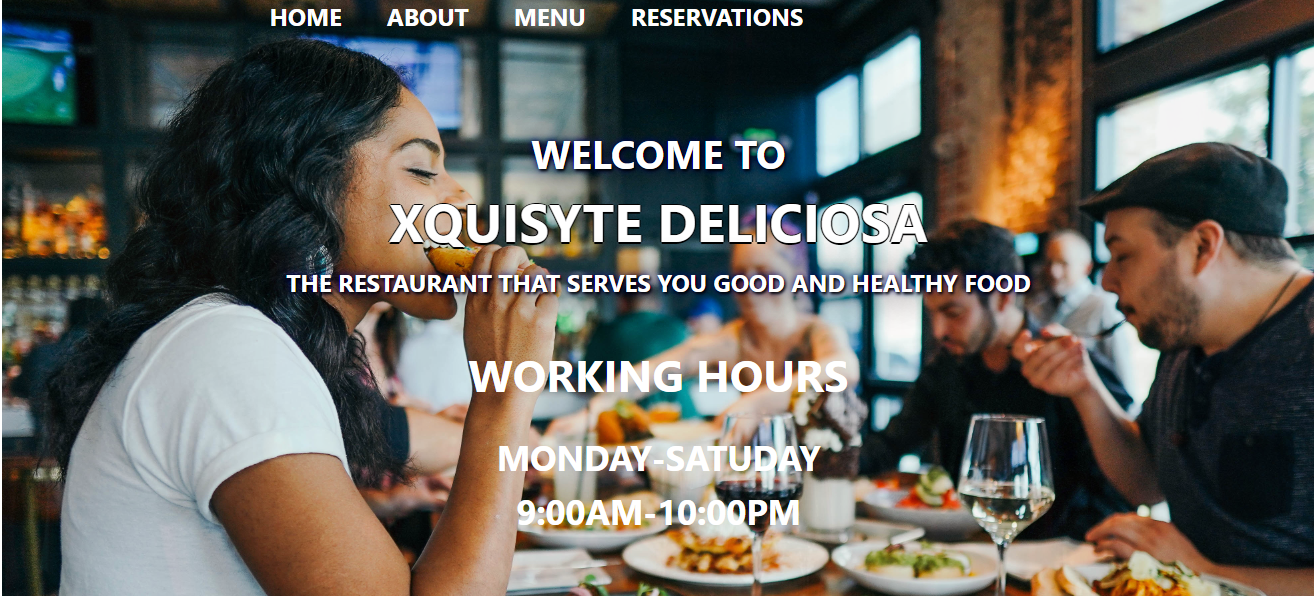 HOME ABOUT MENU RESERVATIONS
WELCOME TO
XQUISYTE DELICIOSA
THE RESTAURANT THAT SERVES YOU GOOD AND HEALTHY FOOD
WORKING HOURS
MONDAY-SATUDAY
9:00AM-10:00PM